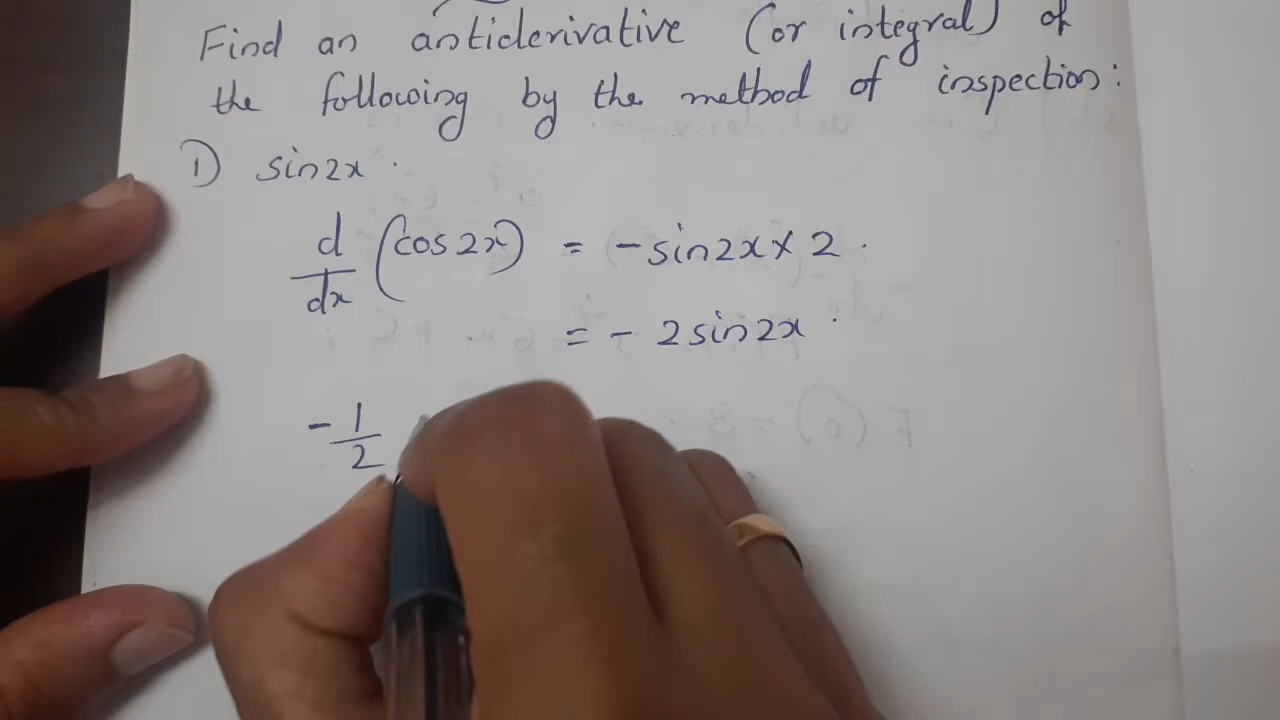 Find an antiderivative (or integral) of
the following by the method of inspection:
1) sin2x.
d/dx (cos 2x) = -sin2x × 2.
= - 2sin2x.
- 1/2